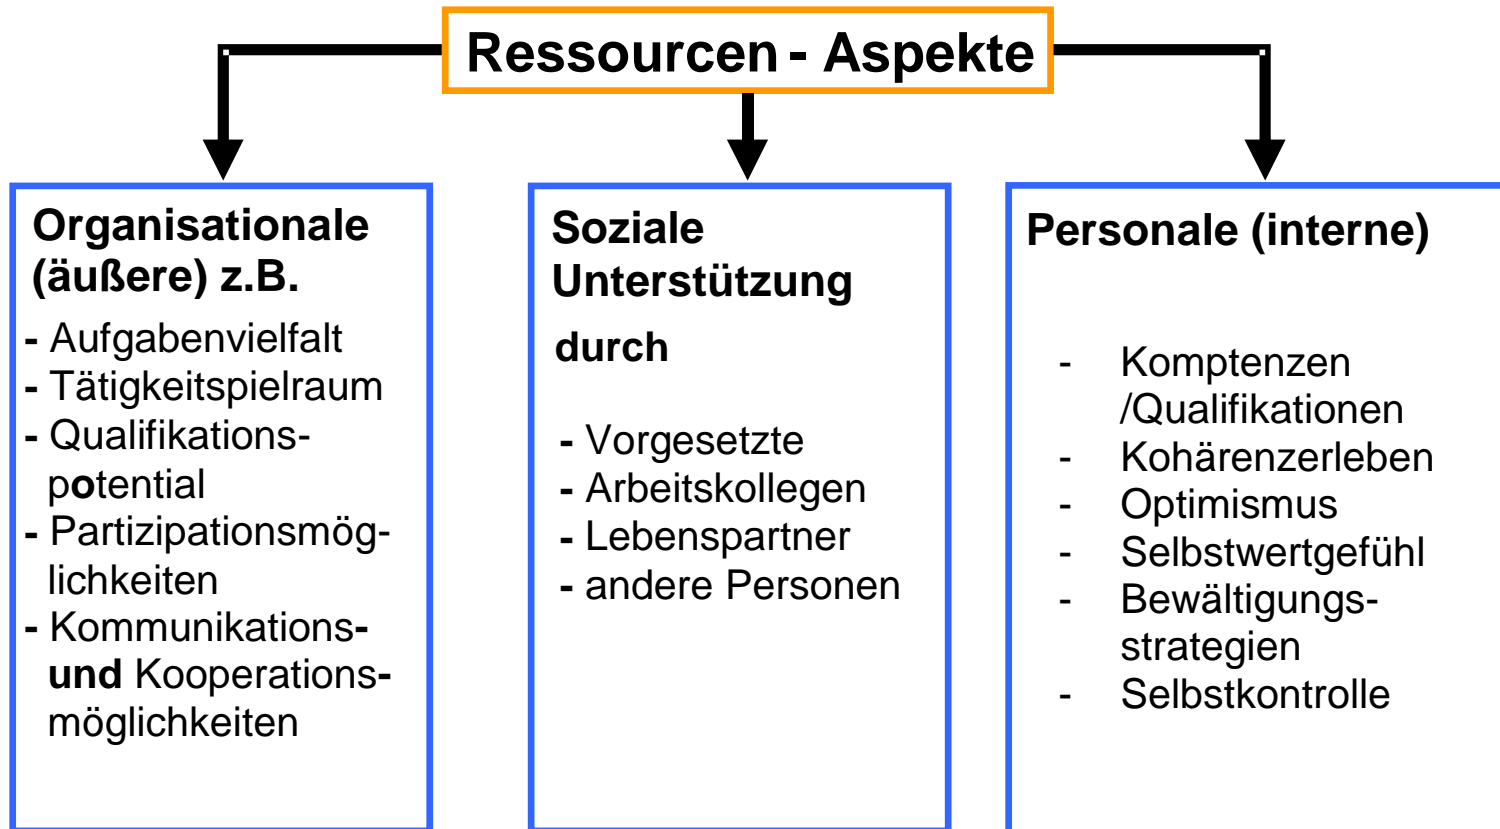 Ressourcen - Aspekte
Organisationale
(äußere) z.B.
- Aufgabenvielfalt
- Tätigkeitspielraum
- Qualifikations-
potential
- Partizipationsmög-
lichkeiten
- Kommunikations-
und Kooperations-
möglichkeiten
Soziale
Unterstützung
durch
- Vorgesetzte
- Arbeitskollegen
- Lebenspartner
- andere Personen
Personale (interne)
- Komptenzen
/Qualifikationen
- Kohärenzerleben
- Optimismus
- Selbstwertgefühl
- Bewältigungs-
strategien
- Selbstkontrolle